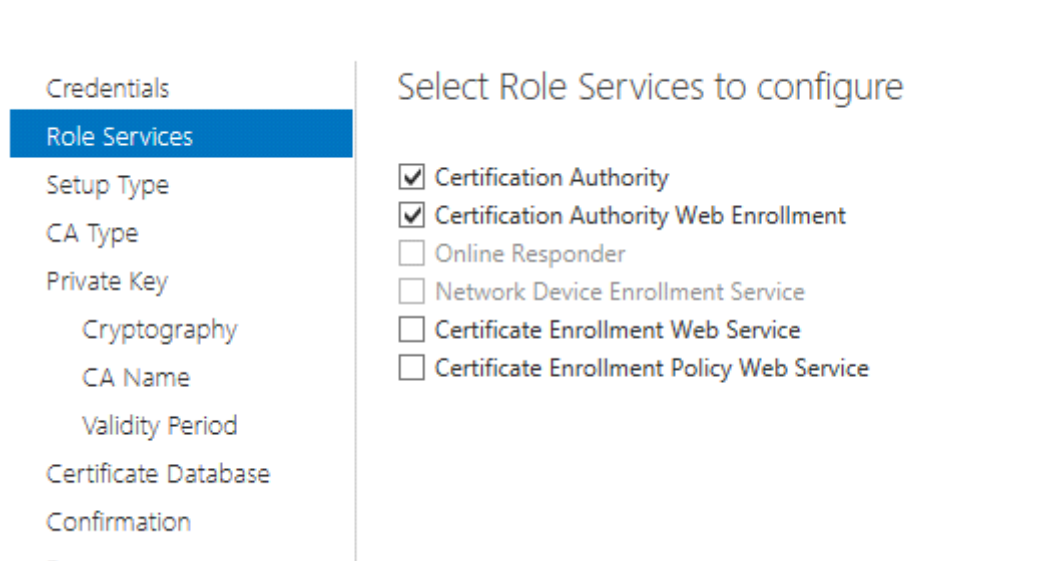 Credentials
Role Services
Setup Type
CA Type
Private Key
Cryptography
CA Name
Validity Period
Certificate Database
Confirmation
Select Role Services to configure
Certification Authority
Certification Authority Web Enrollment
Online Responder
Network Device Enrollment Service
Certificate Enrollment Web Service
Certificate Enrollment Policy Web Service